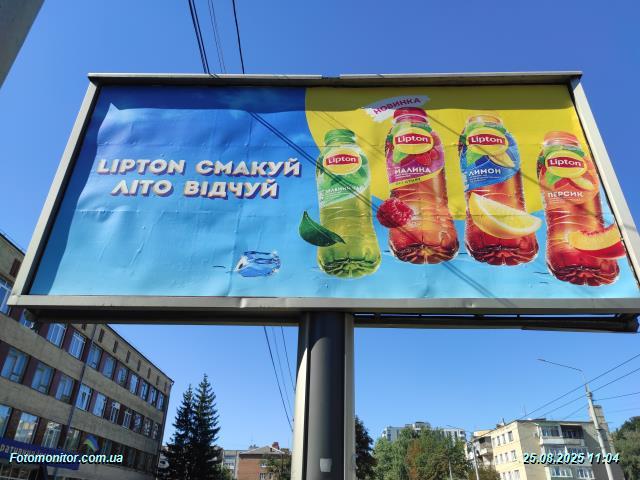 LIPTON СМАКУЙ
ЛІТО ВІДЧУЙ
НОВИНКА
Lipton
Lipton
МАЛИНА
Lipton
ЛИМОН
Lipton
ПЕРСИК
Fotomonitor.com.ua
25.08.2025 11:04